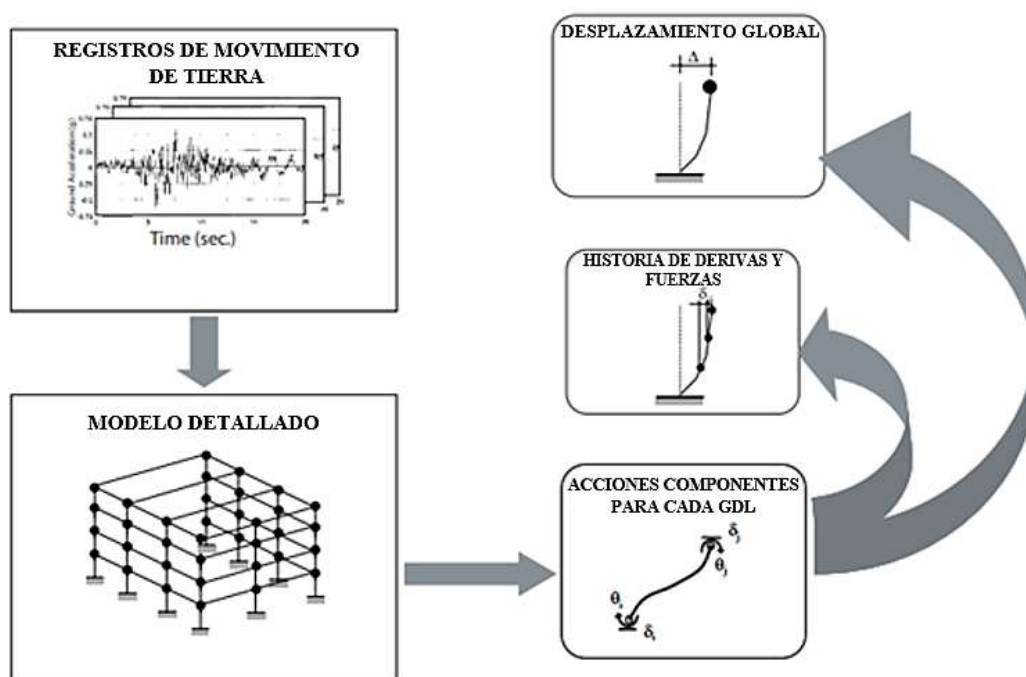 REGISTROS DE MOVIMIENTO
DE TIERRA
Ground Acceleration(g)
Time (sec.)
MODELO DETALLADO
DESPLAZAMIENTO GLOBAL
Δ
HISTORIA DE DERIVAS Y
FUERZAS
δ
ACCIONES COMPONENTES
PARA CADA GDL
δj
θj
θi
δi